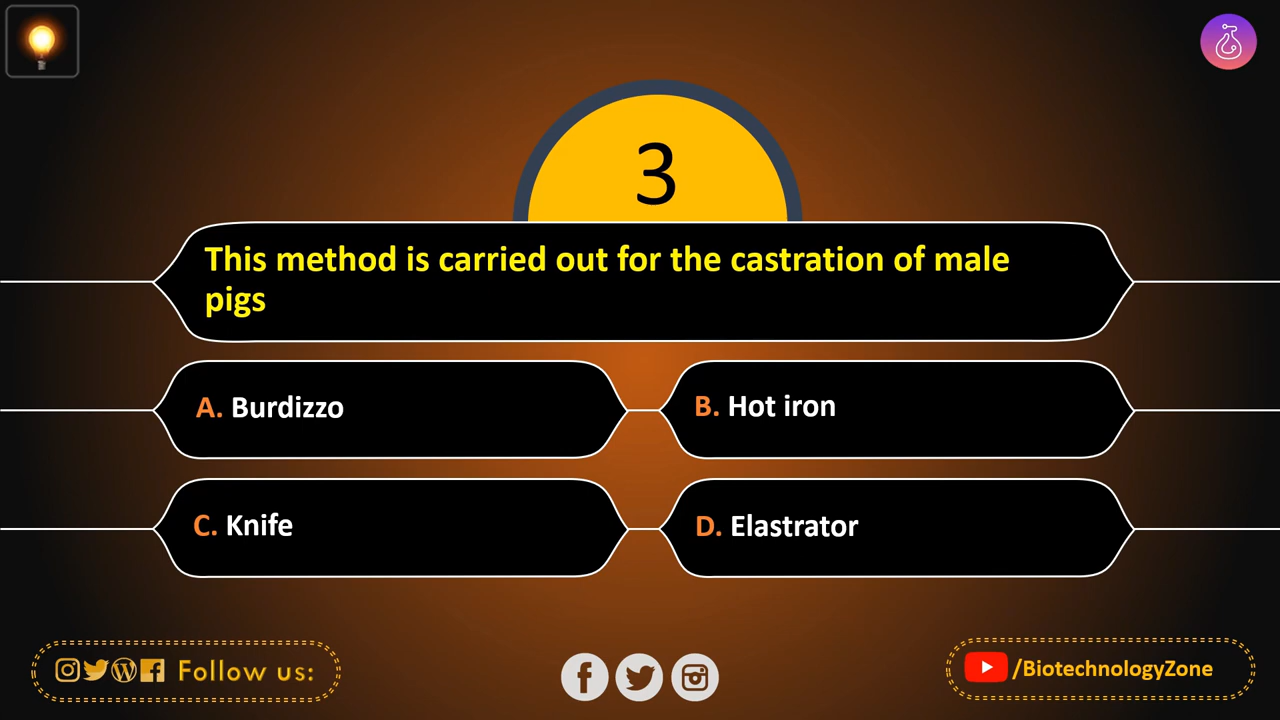 3
This method is carried out for the castration of male
pigs
A. Burdizzo
B. Hot iron
C. Knife
D. Elastrator
Follow us:
/BiotechnologyZone